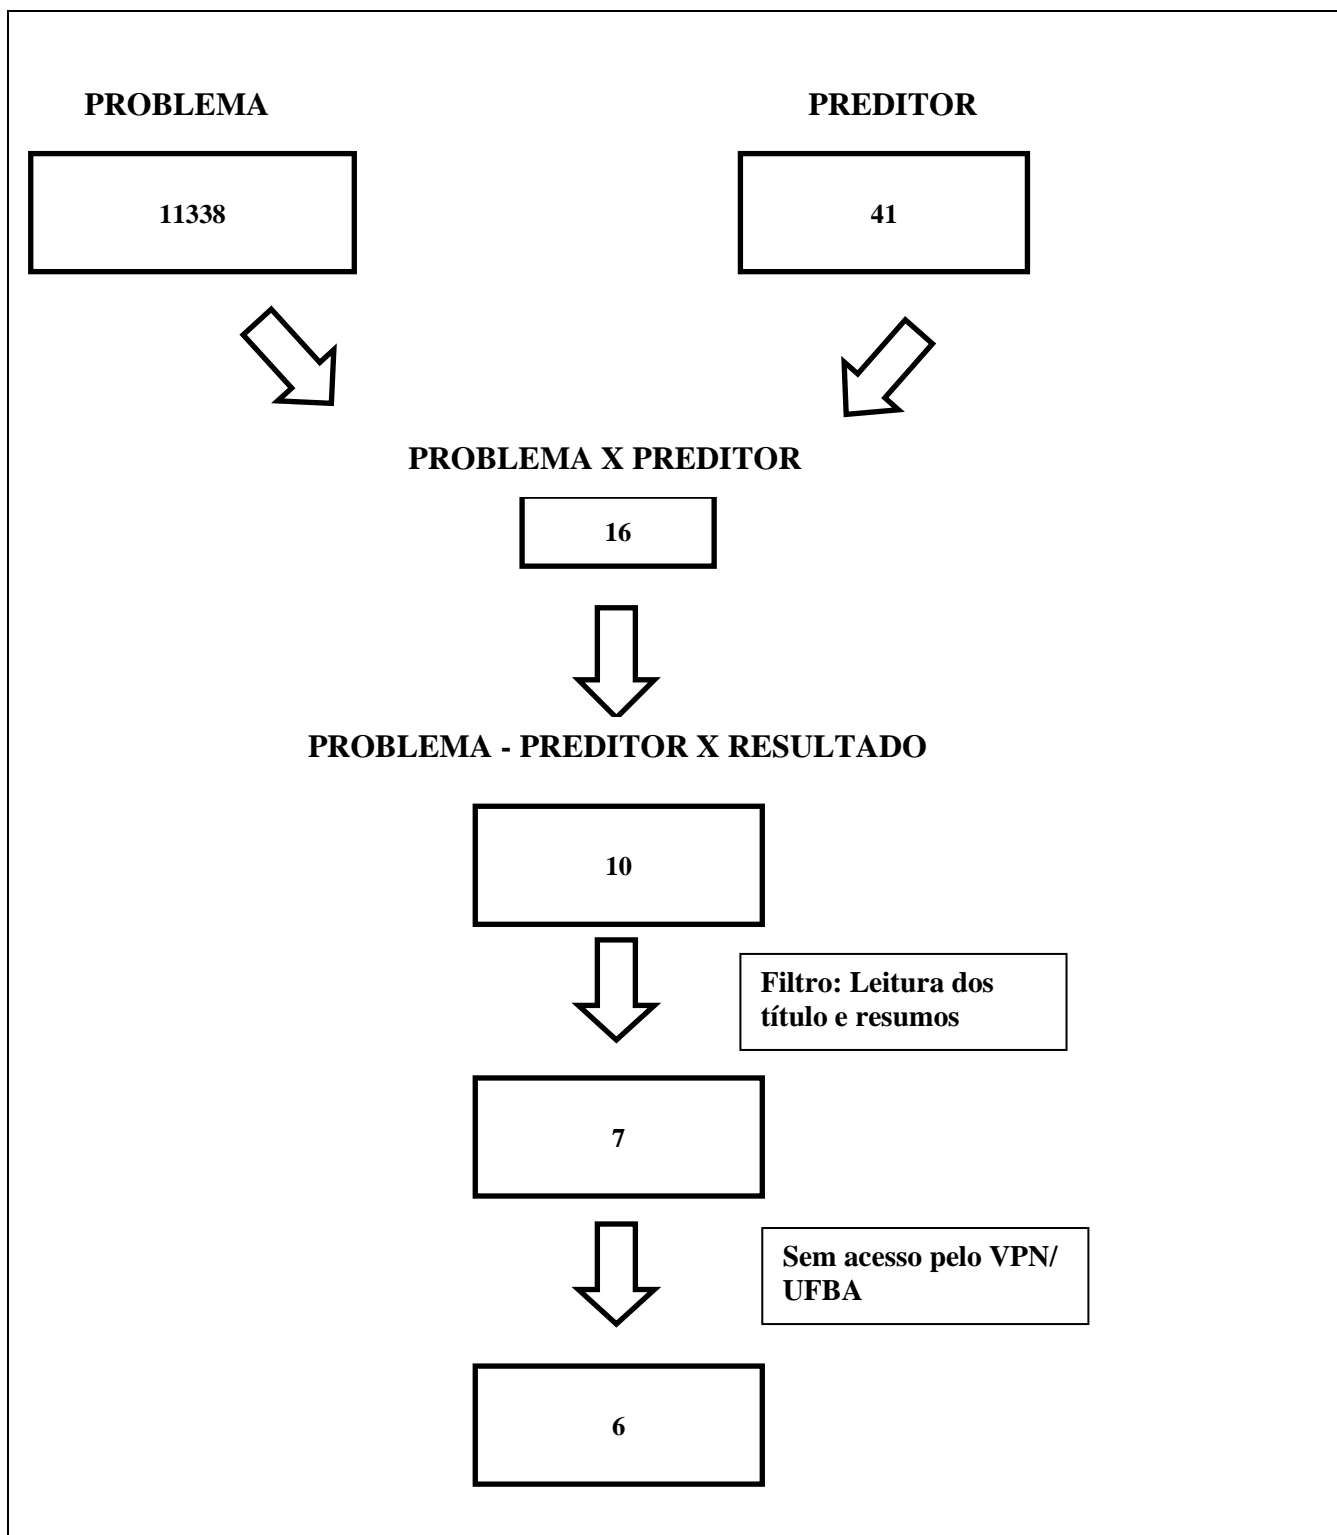 PROBLEMA
PREDITOR
11338
41
PROBLEMA X PREDITOR
16
PROBLEMA - PREDITOR X RESULTADO
10
Filtro: Leitura dos
título e resumos
7
Sem acesso pelo VPN/
UFBA
6